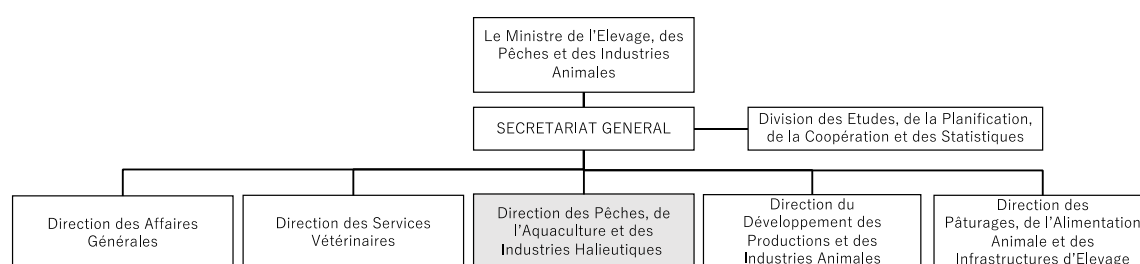 Le Ministre de l'Elevage, des
Pêches et des Industries
Animales
SECRETARIAT GENERAL
Division des Etudes, de la Planification,
de la Coopération et des Statistiques
Direction des Affaires
Générales
Direction des Services
Vétérinaires
Direction des Pêches, de
l'Aquaculture et des
Industries Halieutiques
Direction du
Développement des
Productions et des
Industries Animales
Direction des
Pâturages, de l'Alimentation
Animale et des
Infrastructures d'Elevage